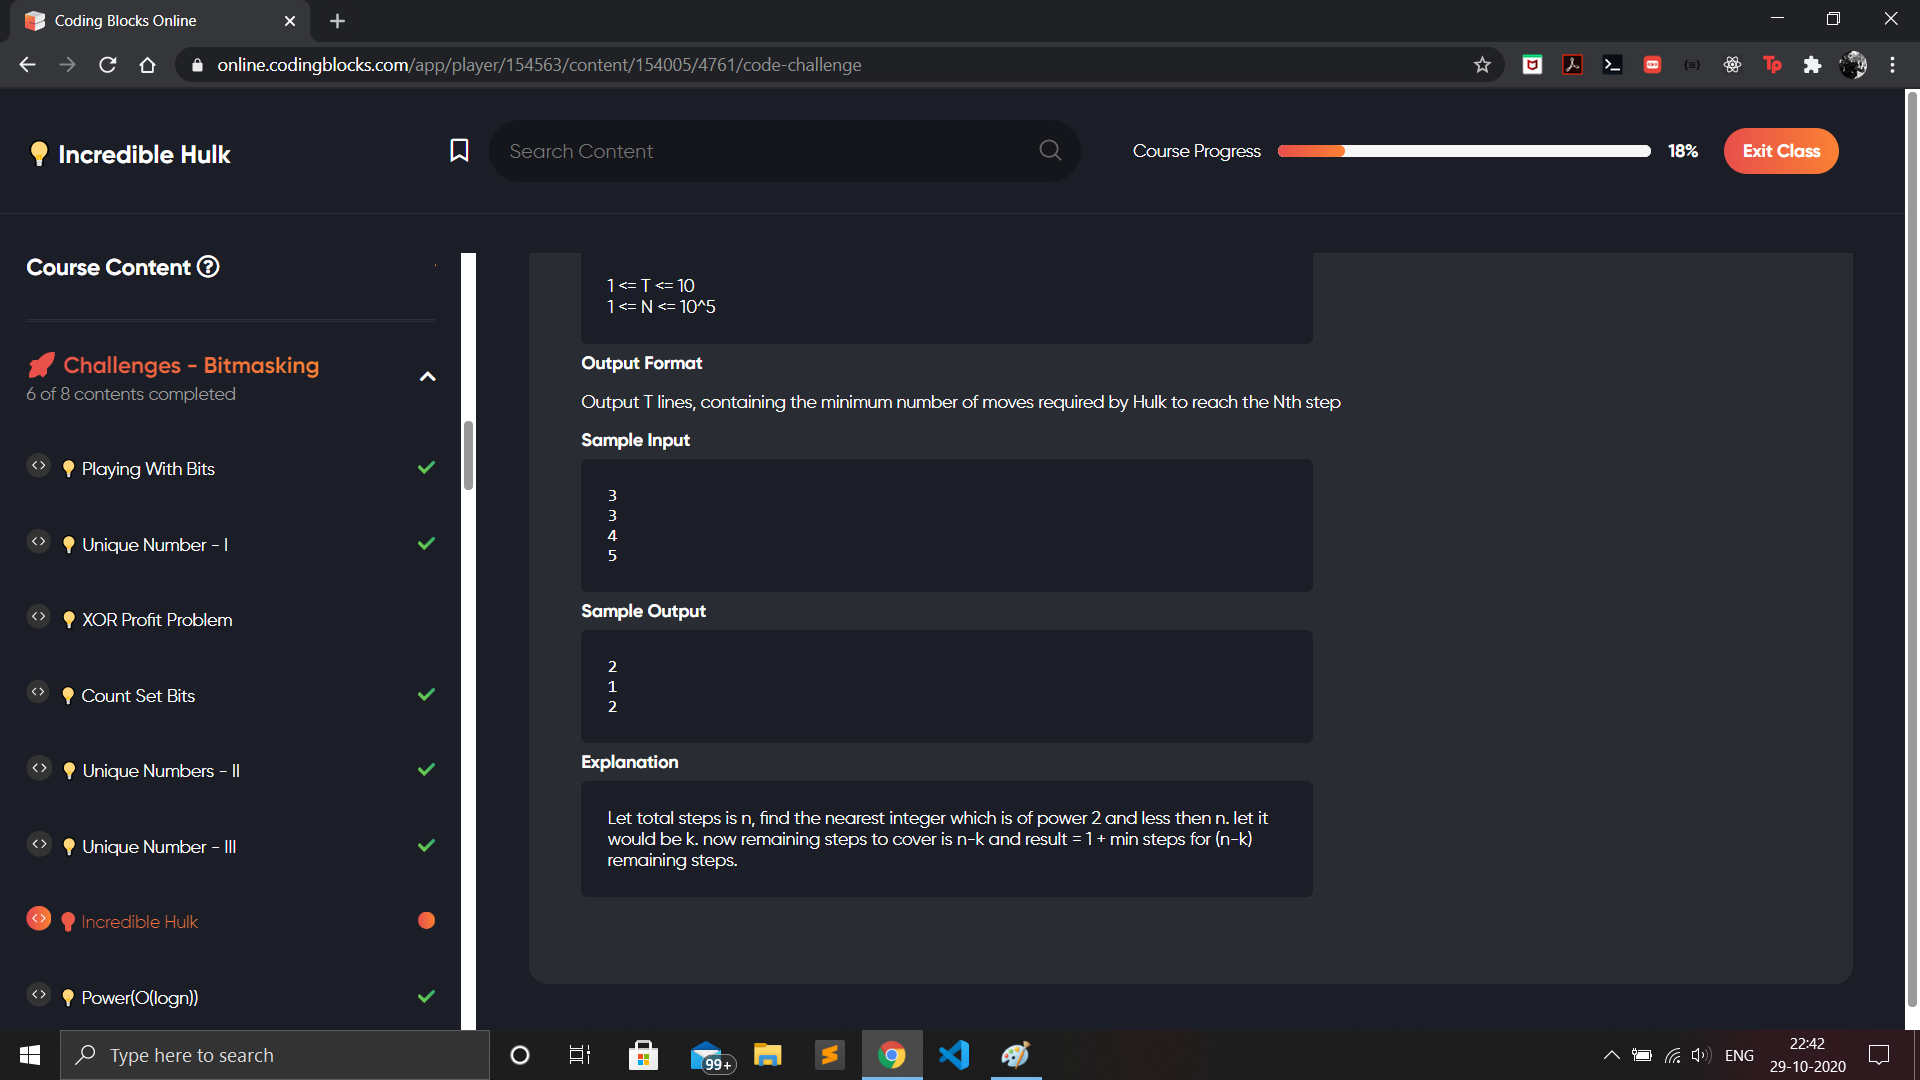 Coding Blocks Online
online.codingblocks.com/app/player/154563/content/154005/4761/code-challenge
Incredible Hulk
Search Content
Course Progress
18%
Exit Class
Course Content
Challenges - Bitmasking
6 of 8 contents completed
Playing With Bits
Unique Number - I
XOR Profit Problem
Count Set Bits
Unique Numbers - II
Unique Number - III
Incredible Hulk
Power(O(logn))
1 <= T <= 10
1 <= N <= 10^5
Output Format
Output T lines, containing the minimum number of moves required by Hulk to reach the Nth step
Sample Input
3
3
4
5
Sample Output
2
1
2
Explanation
Let total steps is n, find the nearest integer which is of power 2 and less then n. let it
would be k. now remaining steps to cover is n-k and result = 1 + min steps for (n-k)
remaining steps.
Type here to search
99+
ENG
22:42
29-10-2020